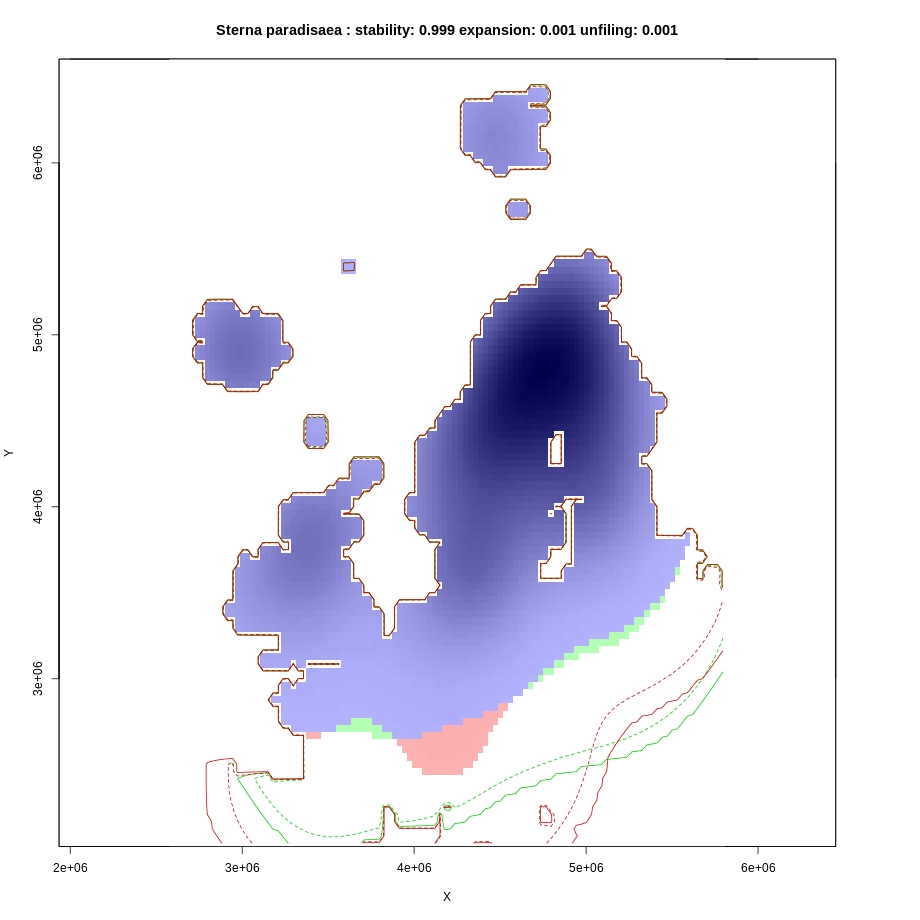 Sterna paradisaea : stability: 0.999 expansion: 0.001 unfiling: 0.001
6e+06
5e+06
Y
4e+06
3e+06
2e+06 3e+06 4e+06 5e+06 6e+06
X